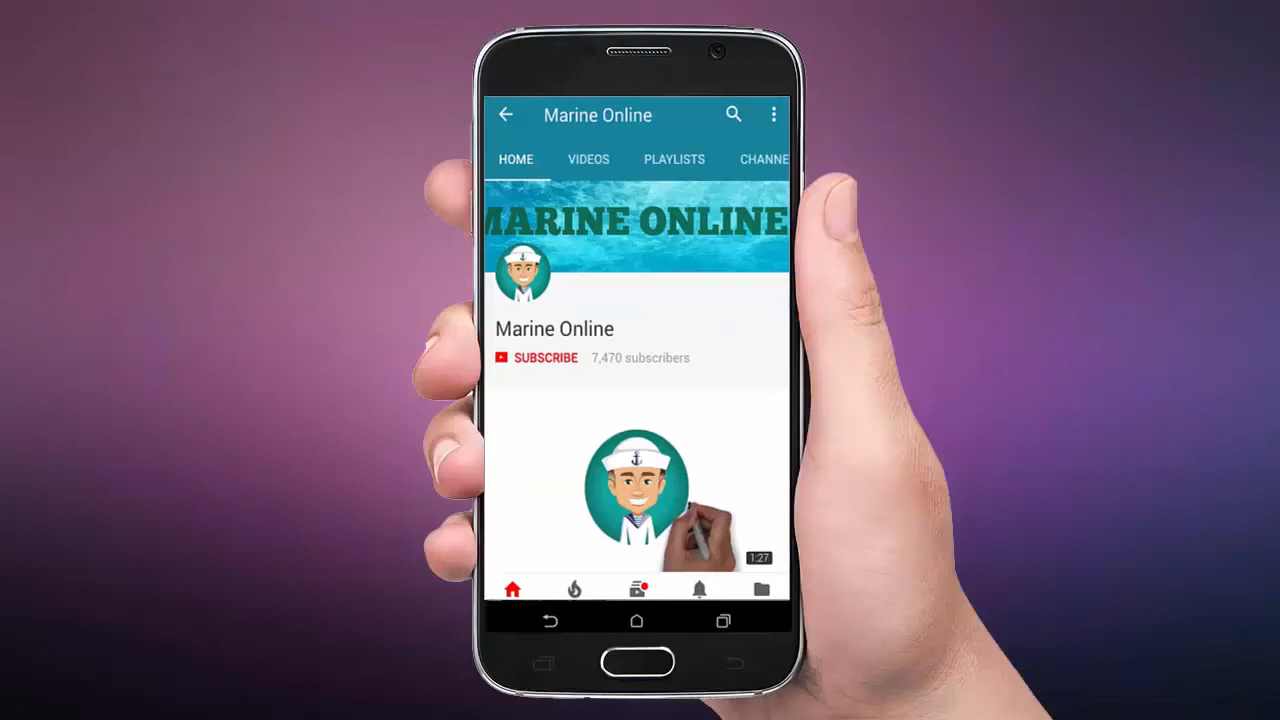 Marine Online
HOME VIDEOS PLAYLISTS CHANNE
MARINE ONLINE
Marine Online
SUBSCRIBE 7,470 subscribers
1:27